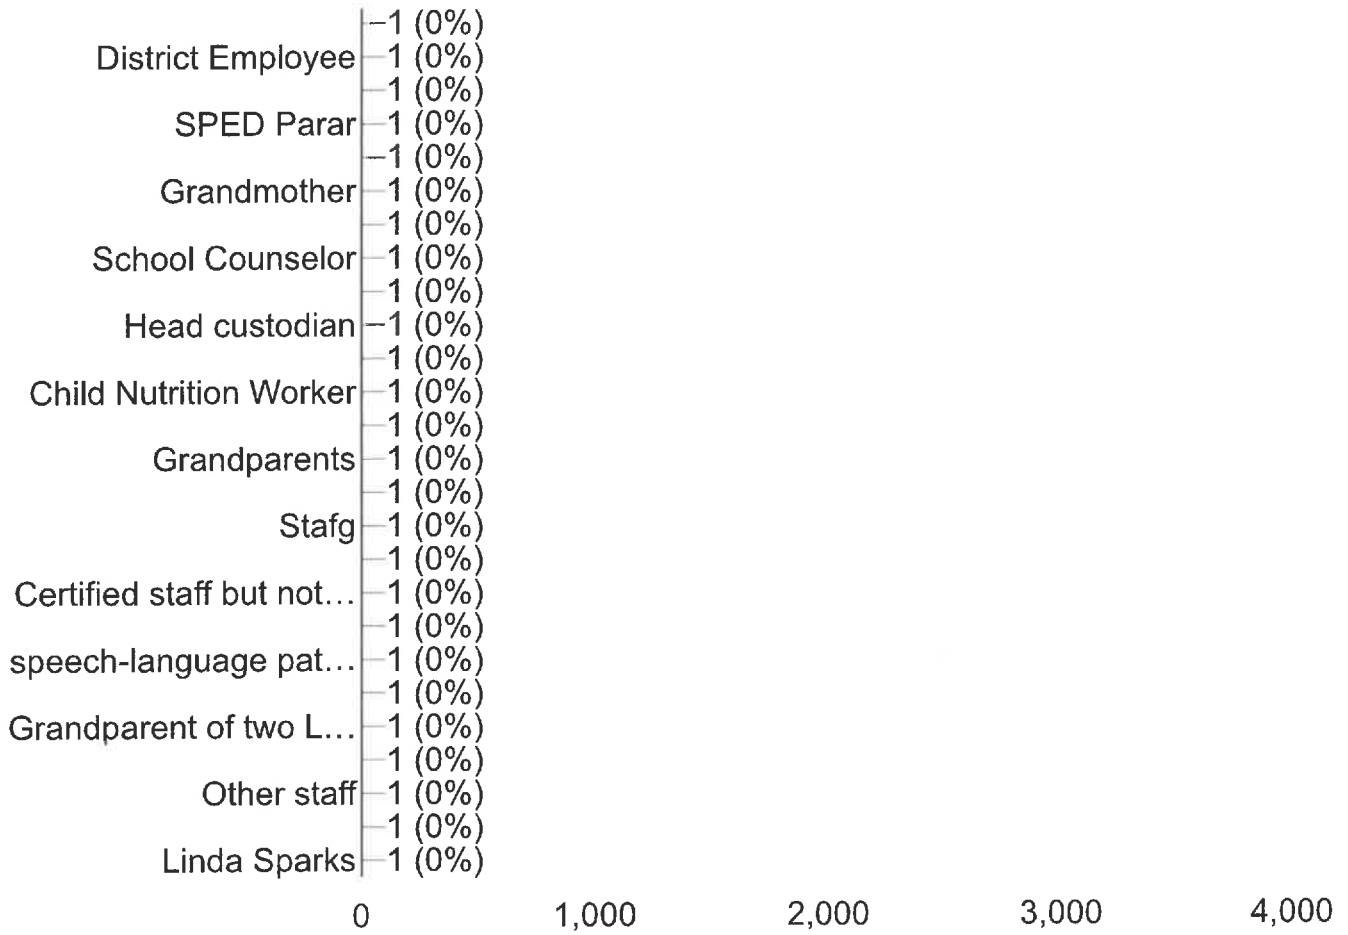 1 (0%)
District Employee 1 (0%)
1 (0%)
SPED Parar 1 (0%)
1 (0%)
Grandmother 1 (0%)
1 (0%)
School Counselor 1 (0%)
1 (0%)
Head custodian 1 (0%)
1 (0%)
Child Nutrition Worker 1 (0%)
1 (0%)
Grandparents 1 (0%)
1 (0%)
Stafg 1 (0%)
1 (0%)
Certified staff but not... 1 (0%)
1 (0%)
speech-language pat... 1 (0%)
1 (0%)
Grandparent of two L... 1 (0%)
1 (0%)
Other staff 1 (0%)
1 (0%)
Linda Sparks 1 (0%)
0 1,000 2,000 3,000 4,000